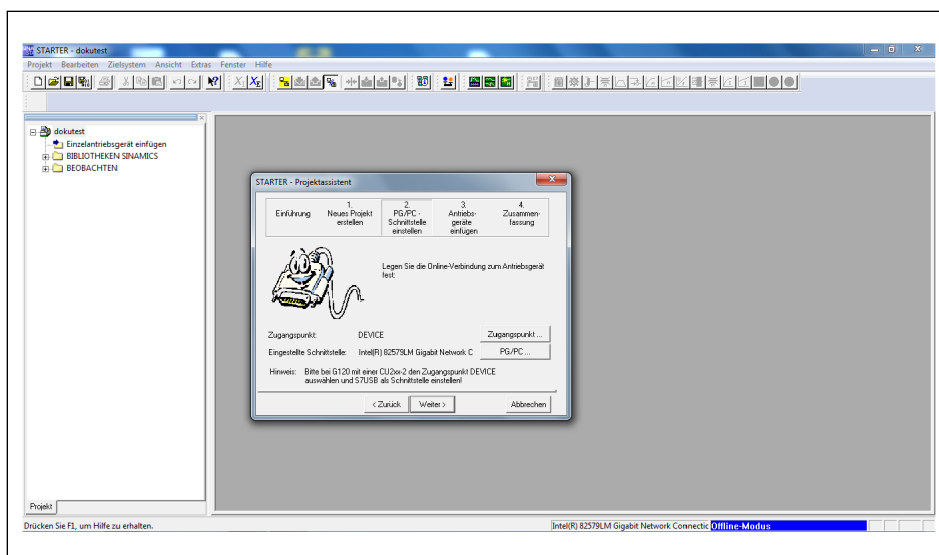 STARTER - dokutest
Projekt Bearbeiten Zielsystem Ansicht Extras Fenster Hilfe
dokutest
Einzelantriebsgerät einfügen
BIBLIOTHEKEN SINAMICS
BEOBACHTEN
STARTER - Projektassistent
Einführung
1.
Neues Projekt
erstellen
2.
PG/PC -
Schnittstelle
einstellen
3.
Antriebs-
geräte
einfügen
4.
Zusammen-
fassung
Legen Sie die Online-Verbindung zum Antriebsgerät
fest:
Zugangspunkt: DEVICE Zugangspunkt ...
Eingestellte Schnittstelle: Intel(R) 82579LM Gigabit Network C PG/PC ...
Hinweis: Bitte bei G120 mit einer CU2xx-2 den Zugangspunkt DEVICE
auswählen und S7USB als Schnittstelle einstellen!
< Zurück Weiter > Abbrechen
Projekt
Drücken Sie F1, um Hilfe zu erhalten. Intel(R) 82579LM Gigabit Network Connectic Offline-Modus